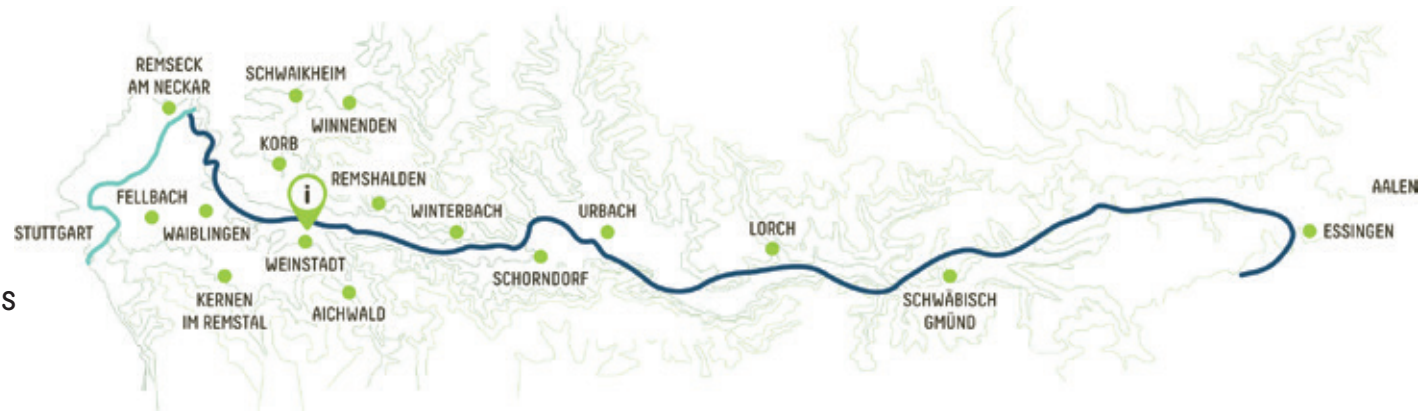 REMSECK
AM NECKAR
SCHWAIKHEIM
WINNENDEN
KORB
i
REMSHALDEN
FELLBACH
WAIBLINGEN
WINTERBACH
URBACH
AALEN
STUTTGART
WEINSTADT
SCHORNDORF
LORCH
ESSINGEN
S
KERNEN
IM REMSTAL
AICHWALD
SCHWÄBISCH
GMÜND